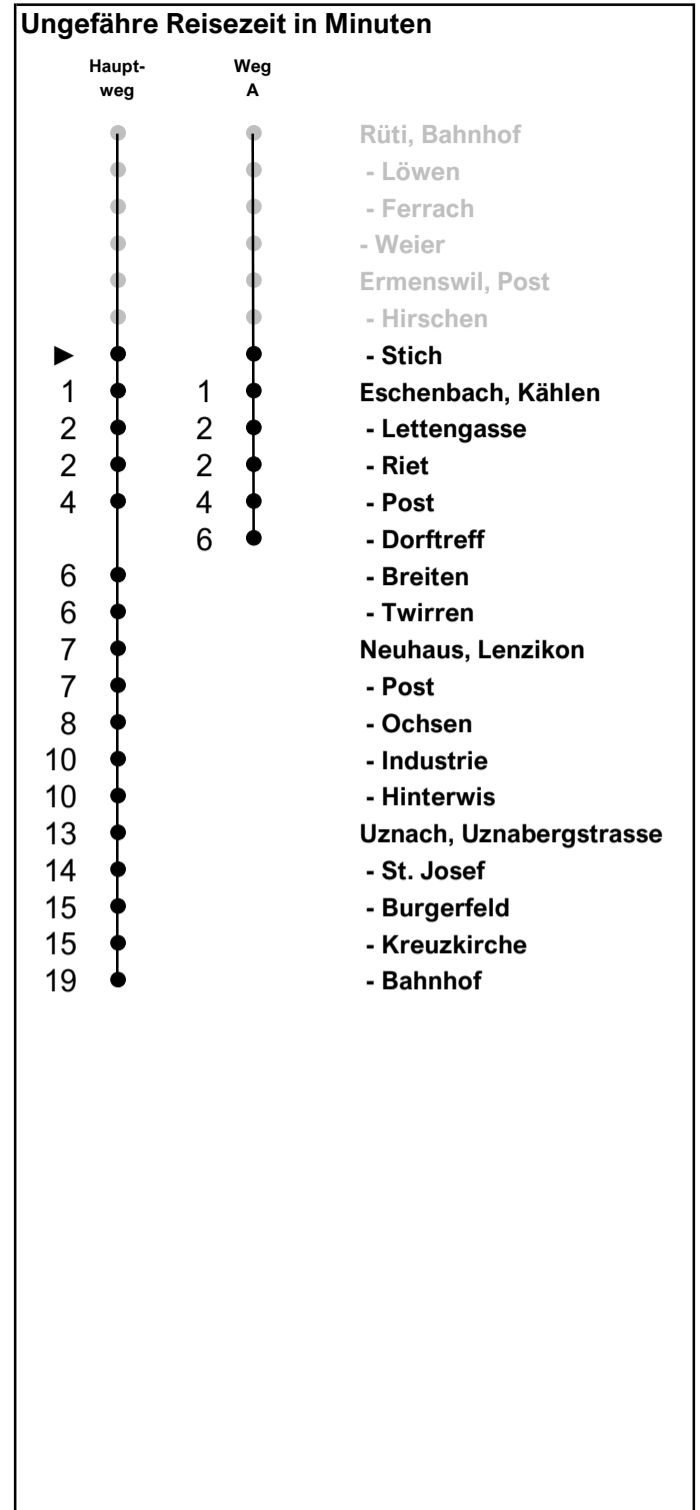 Ungefähre Reisezeit in Minuten
Haupt- Weg
weg A
Rüti, Bahnhof
- Löwen
- Ferrach
- Weier
Ermenswil, Post
- Hirschen
► - Stich
1 1 Eschenbach, Kählen
2 2 - Lettengasse
2 2 - Riet
4 4 - Post
6 - Dorftreff
6 - Breiten
6 - Twirren
7 Neuhaus, Lenzikon
7 - Post
8 - Ochsen
10 - Industrie
10 - Hinterwis
13 Uznach, Uznabergstrasse
14 - St. Josef
15 - Burgerfeld
15 - Kreuzkirche
19 - Bahnhof